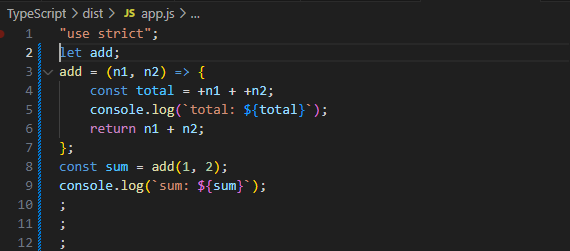 TypeScript > dist > JS app.js > ...
1 "use strict";
2 let add;
3 add = (n1, n2) => {
4     const total = +n1 + +n2;
5     console.log(`total: ${total}`);
6     return n1 + n2;
7 };
8 const sum = add(1, 2);
9 console.log(`sum: ${sum}`);
10 ;
11 ;
12 ;